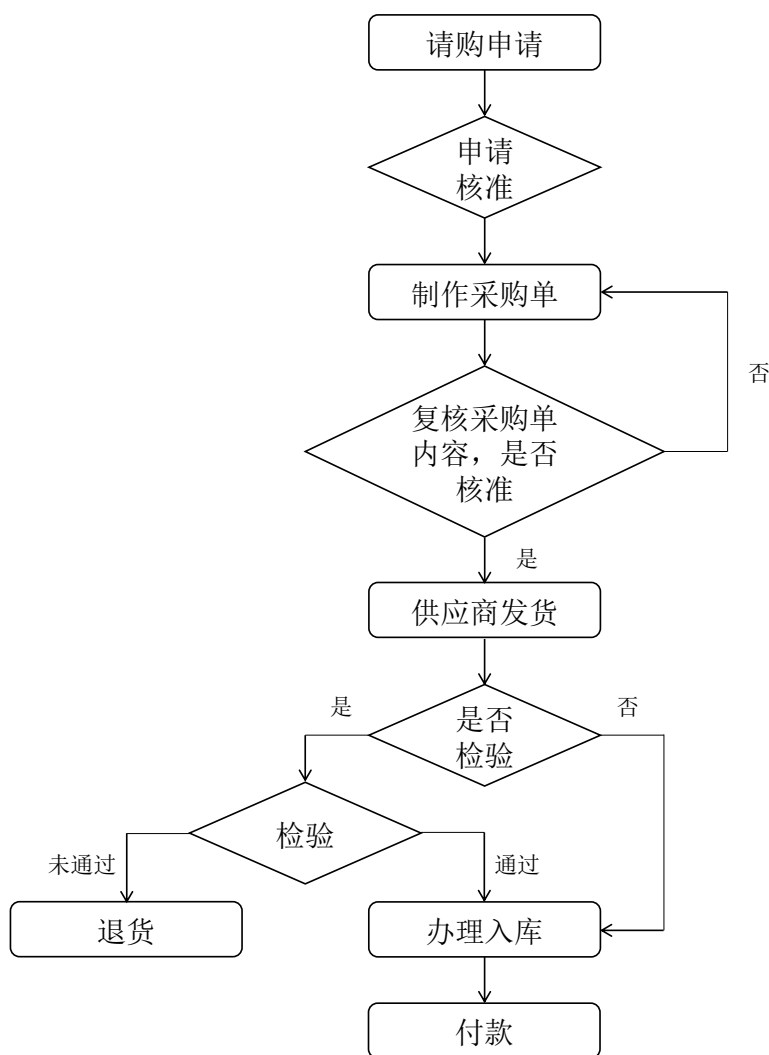 请购申请
申请
核准
制作采购单
否
复核采购单
内容，是否
核准
是
供应商发货
是
是否
检验
否
检验
未通过
通过
退货
办理入库
付款